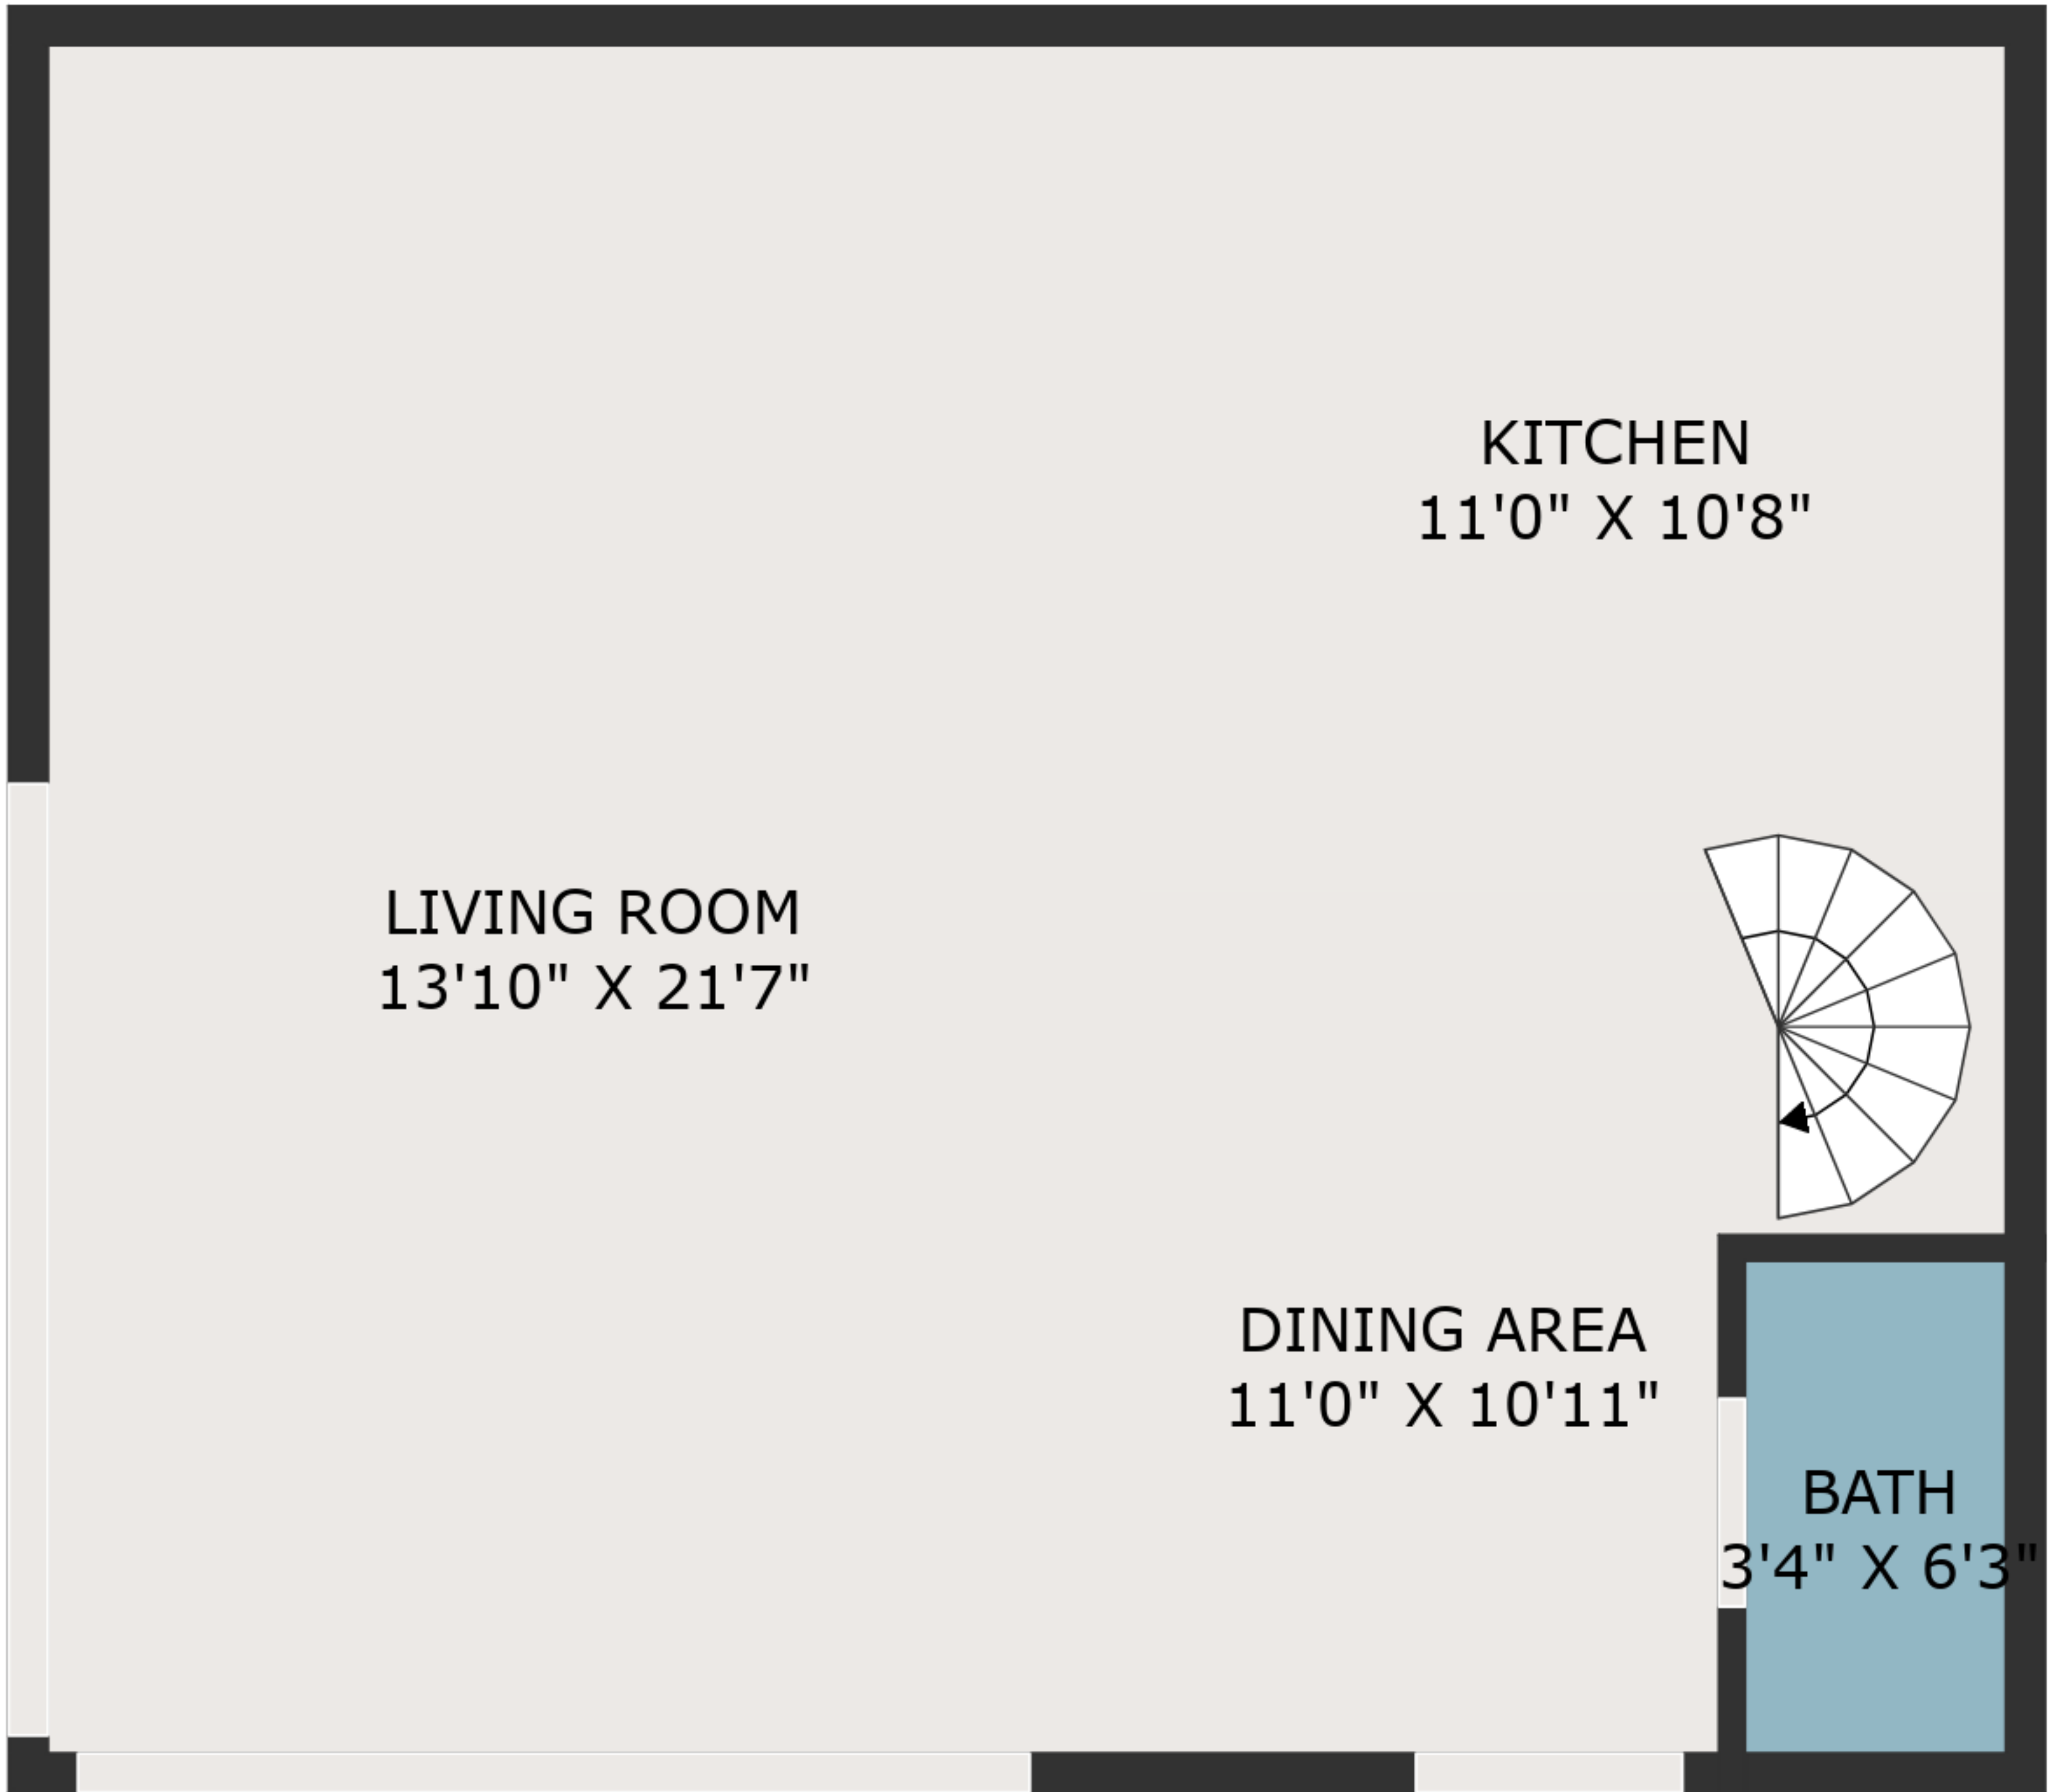 KITCHEN
11'0" X 10'8"
LIVING ROOM
13'10" X 21'7"
DINING AREA
11'0" X 10'11"
BATH
3'4" X 6'3"